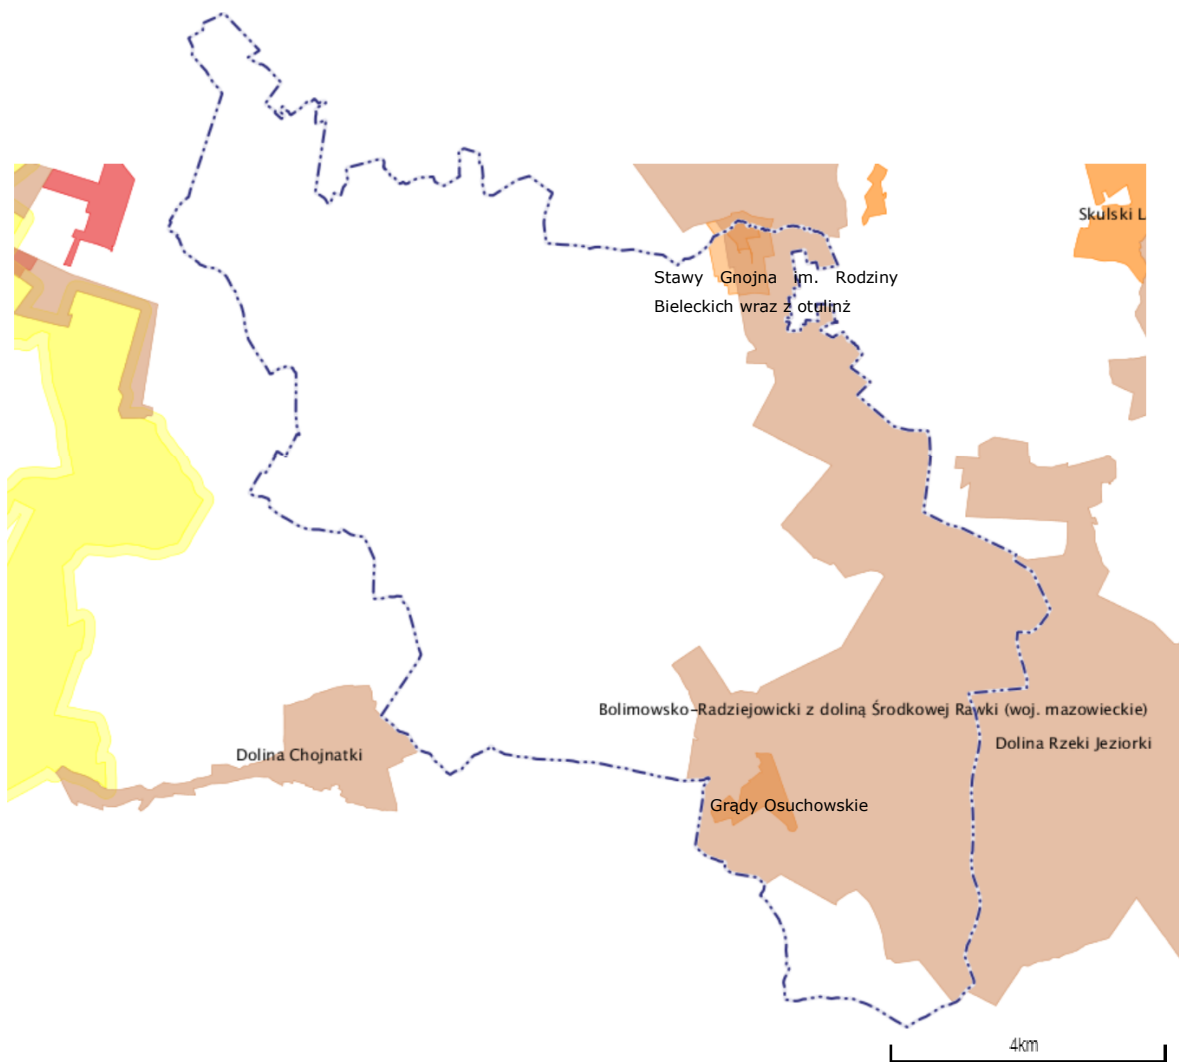 Skulski L
Stawy Gnojna im. Rodziny
Bieleckich wraz z otulinż
Bolimowsko-Radziejowicki z doliną Środkowej Rawki (woj. mazowieckie)
Dolina Rzeki Jeziorki
Dolina Chojnatki
Grądy Osuchowskie
4km